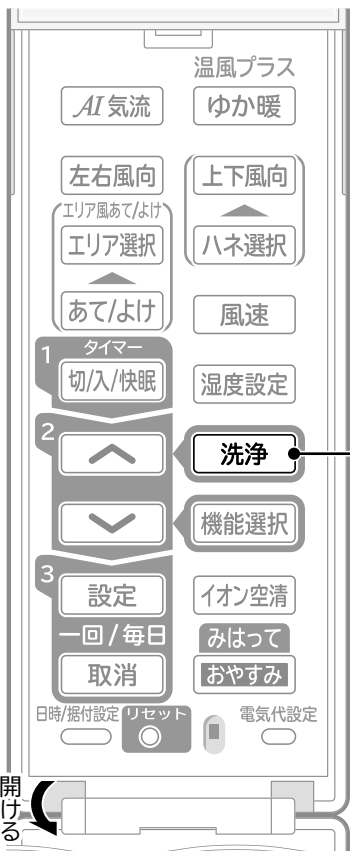 温風プラス
AI気流
ゆか暖
左右風向
上下風向
エリア風あて/よけ
エリア選択
ハネ選択
あて/よけ
風速
1
タイマー
切/入/快眠
湿度設定
2
洗浄
機能選択
3
設定
イオン空清
一回/毎日
みはって
取消
おやすみ
日時/据付設定
リセット
電気代設定
開ける